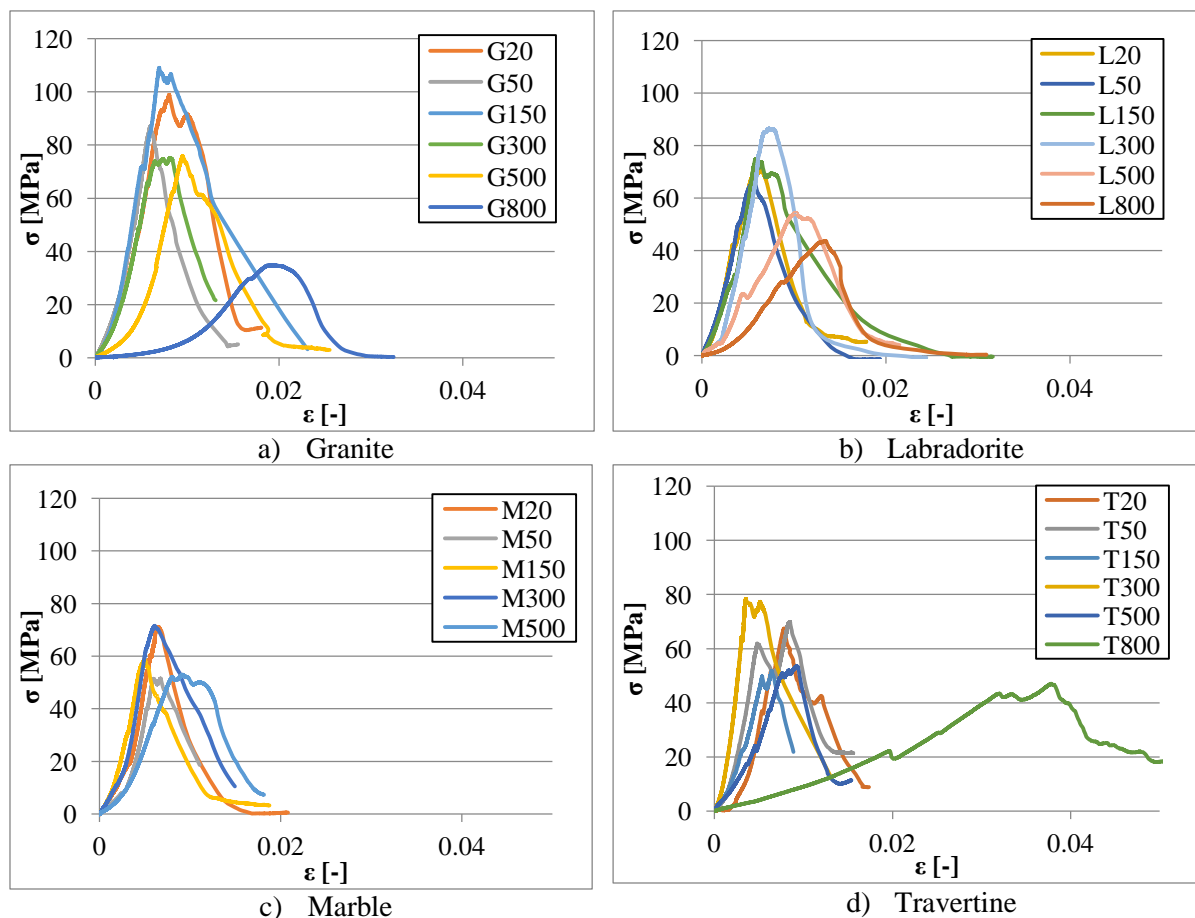 120
100
80
60
40
20
0
σ [MPa]
0
0.02
0.04
ε [-]
G20
G50
G150
G300
G500
G800
a) Granite
120
100
80
60
40
20
0
σ [MPa]
0
0.02
0.04
ε [-]
L20
L50
L150
L300
L500
L800
b) Labradorite
120
100
80
60
40
20
0
σ [MPa]
0
0.02
0.04
ε [-]
M20
M50
M150
M300
M500
c) Marble
120
100
80
60
40
20
0
σ [MPa]
0
0.02
0.04
ε [-]
T20
T50
T150
T300
T500
T800
d) Travertine